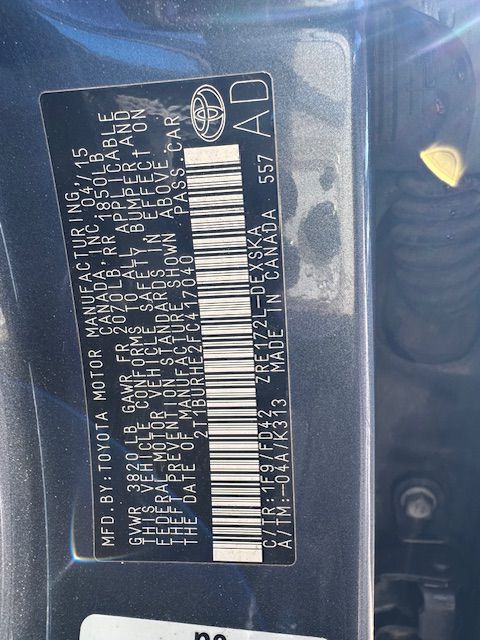 MFD.BY:TOYOTA MOTOR MANUFACTURING,
CANADA INC. 04/15
GVWR 3820LB GAWR FR 2070LB RR 1850LB
THIS VEHICLE CONFORMS TO ALL APPLICABLE
FEDERAL MOTOR VEHICLE SAFETY, BUMPER AND
THEFT PREVENTION STANDARDS IN EFFECT ON
THE DATE OF MANUFACTURE SHOWN ABOVE.
2T1BURHE2FC417040 PASS.CAR
C/TR:1F9/FD42 ZRE172L-DEXSKA
A/TM:-04A/K313 MADE IN CANADA 557
AD